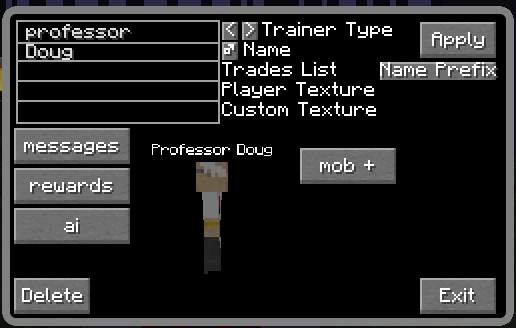 professor < > Trainer Type Apply
Doug Name
Trades List Name Prefix
Player Texture
Custom Texture
messages
Professor Doug
mob +
rewards
ai
Delete Exit